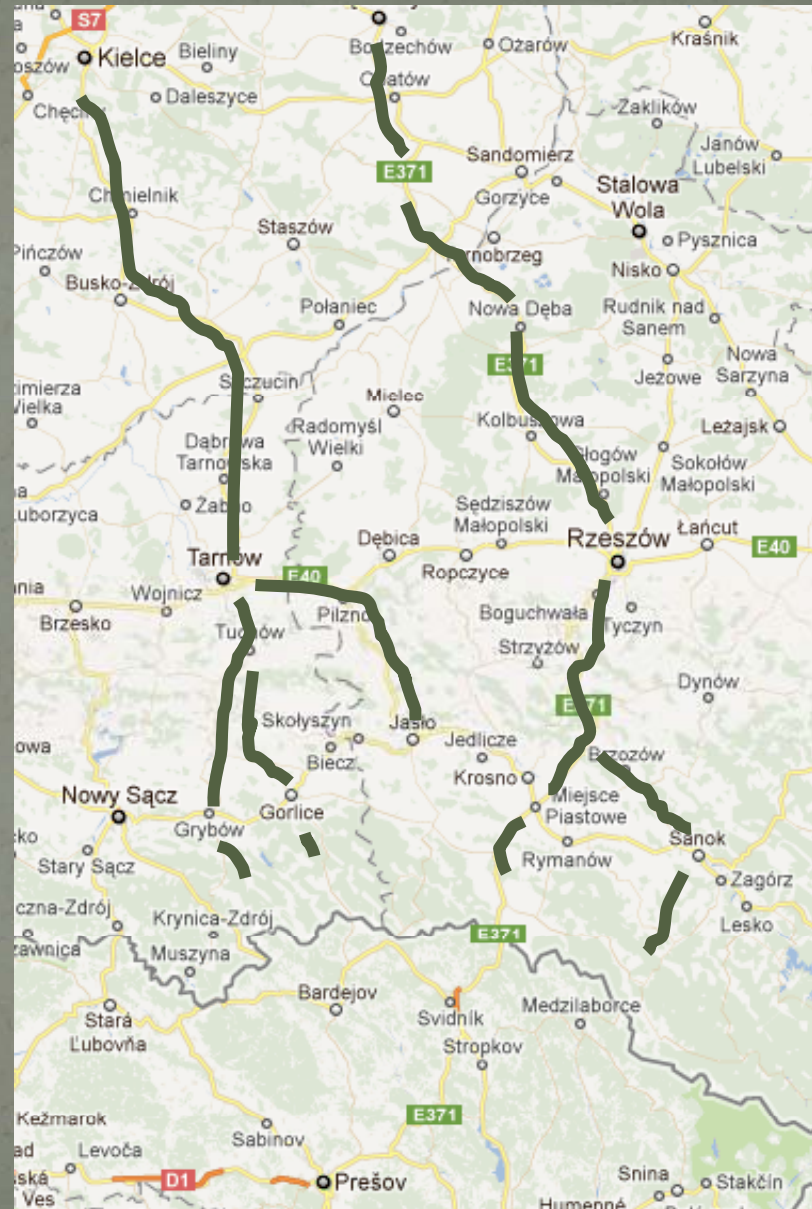 S7
Kielce
Bieliny
Ożarów
Kraśnik
Daleszyce
Zaklików
Sandomierz
Janów
Lubelski
E371
Gorzyce
Stalowa
Wola
Staszów
Pysznica
Pińczów
Nisko
Busko-Zdrój
Połaniec
Nowa Dęba
Rudnik nad
Sanem
E371
Nowa
Sarzyna
Jeżowe
Szczucin
Mielec
Radomyśl
Wielki
Kolbuszowa
Leżajsk
Dąbrowa
Tarnowska
Głogów
Małopolski
Sokołów
Małopolski
Żabno
Sędziszów
Małopolski
Dębica
Rzeszów
Łańcut
Tarnów
E40
E40
Ropczyce
Wojnicz
Pilzno
Boguchwała
Brzesko
Tyczyn
Tuchów
Strzyżów
Dynów
E371
Skołyszyn
Jasło
Jedlicze
Brzozów
Biecz
Krosno
Nowy Sącz
Gorlice
Miejsce
Piastowe
Grybów
Sanok
Stary Sącz
Rymanów
Zagórz
Krynica-Zdrój
Lesko
E371
Muszyna
Bardejov
Medzilaborce
Stará
Ľubovňa
Svidník
Stropkov
E371
Kežmarok
Sabinov
Levoča
D1
Prešov
Snina
Stakčín
Humenné